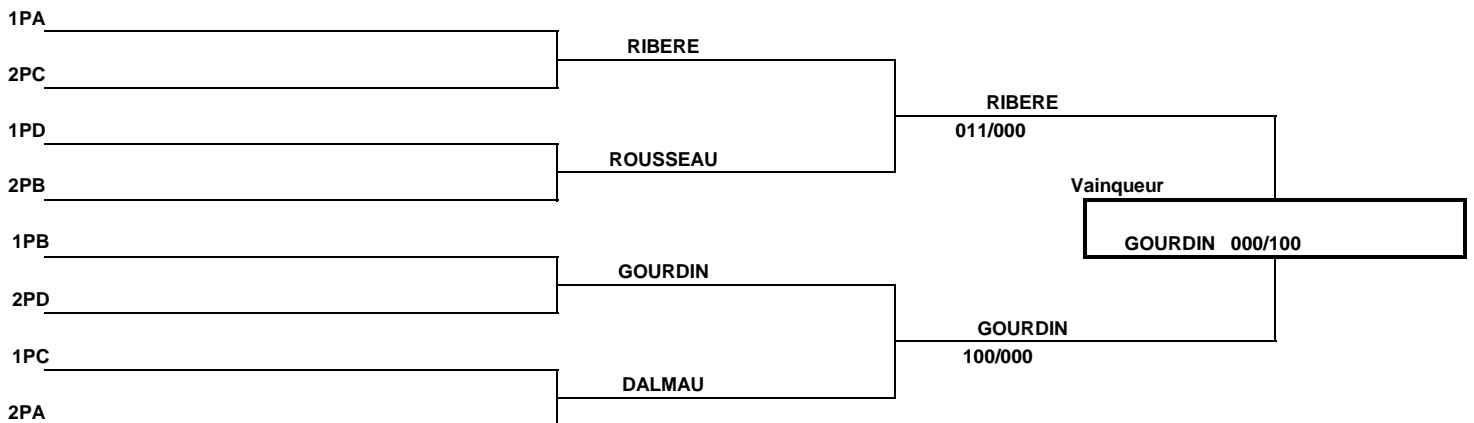 1PA
RIBERE
2PC
RIBERE
1PD
011/000
ROUSSEAU
2PB
Vainqueur
1PB
GOURDIN 000/100
GOURDIN
2PD
GOURDIN
1PC
100/000
DALMAU
2PA